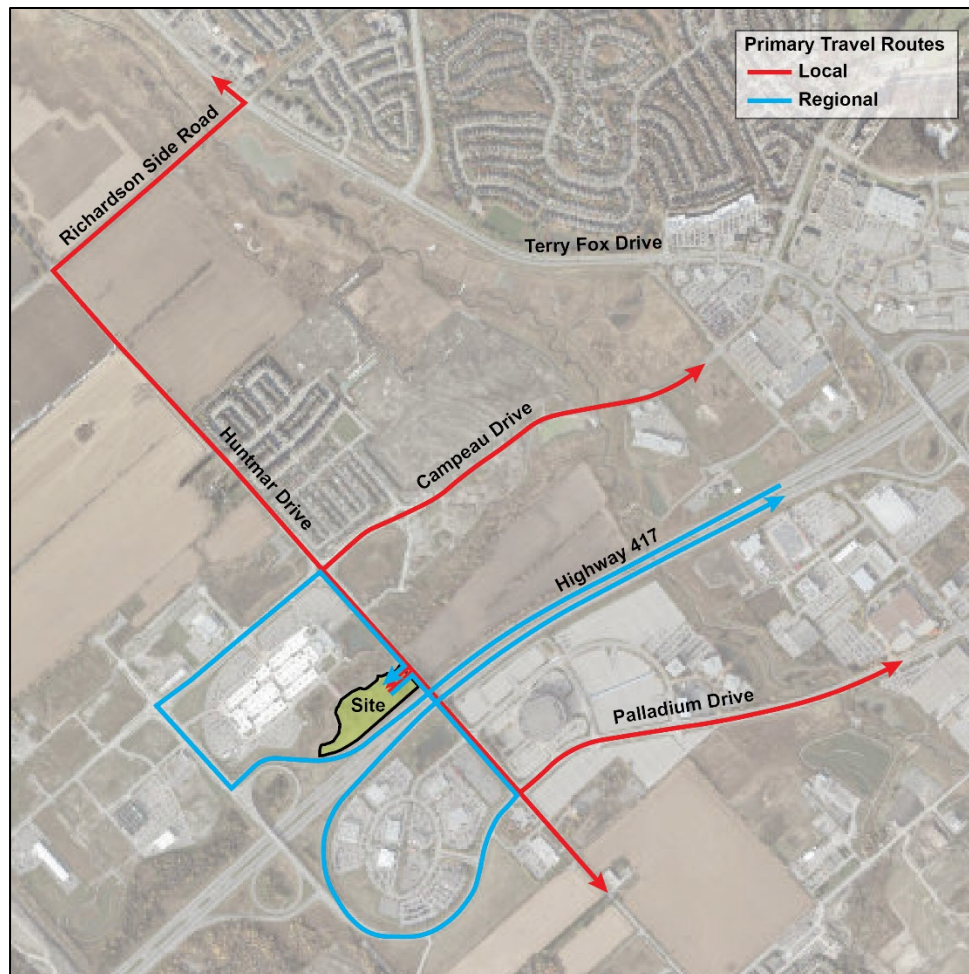 Primary Travel Routes
Local
Regional
Richardson Side Road
Terry Fox Drive
Campeau Drive
Huntmar Drive
Highway 417
Site
Palladium Drive